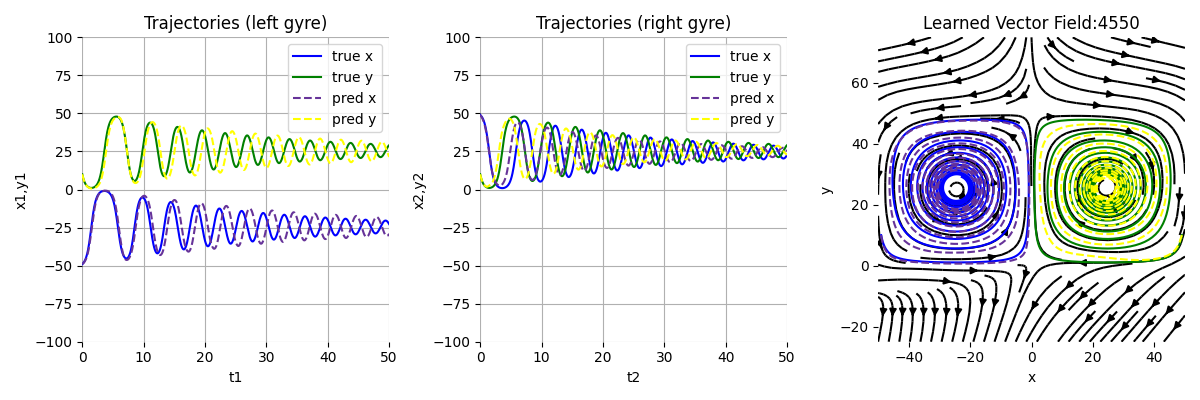 Trajectories (left gyre)
x1,y1
100
75
50
25
0
−25
−50
−75
−100
true x
true y
pred x
pred y
0 10 20 30 40 50
t1
Trajectories (right gyre)
x2,y2
100
75
50
25
0
−25
−50
−75
−100
true x
true y
pred x
pred y
0 10 20 30 40 50
t2
Learned Vector Field:4550
y
60
40
20
0
−20
−40 −20 0 20 40
x